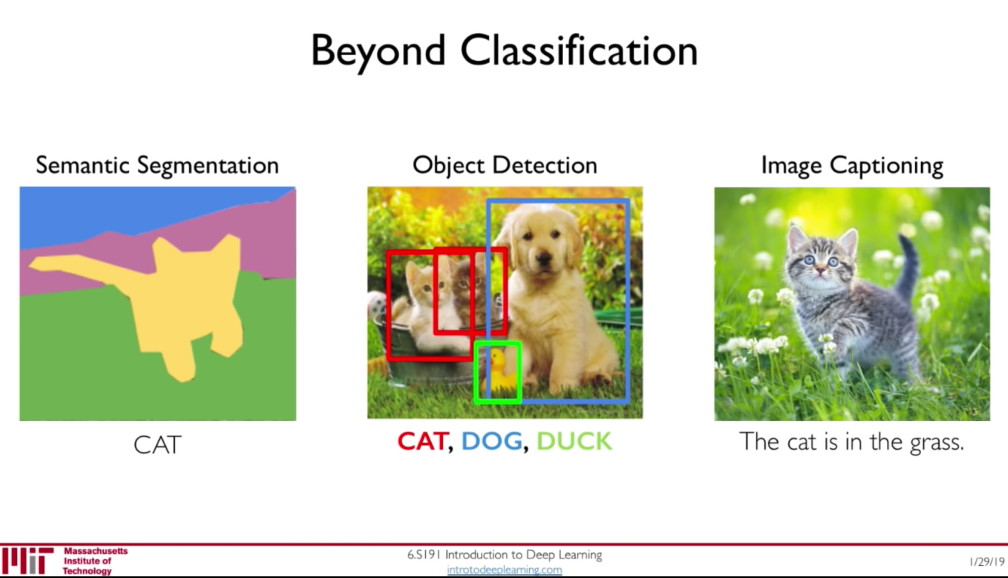 Beyond Classification
Semantic Segmentation
CAT
Object Detection
CAT, DOG, DUCK
Image Captioning
The cat is in the grass.
Massachusetts
Institute of
Technology
6.S191 Introduction to Deep Learning
introtodeeplearning.com
1/29/19